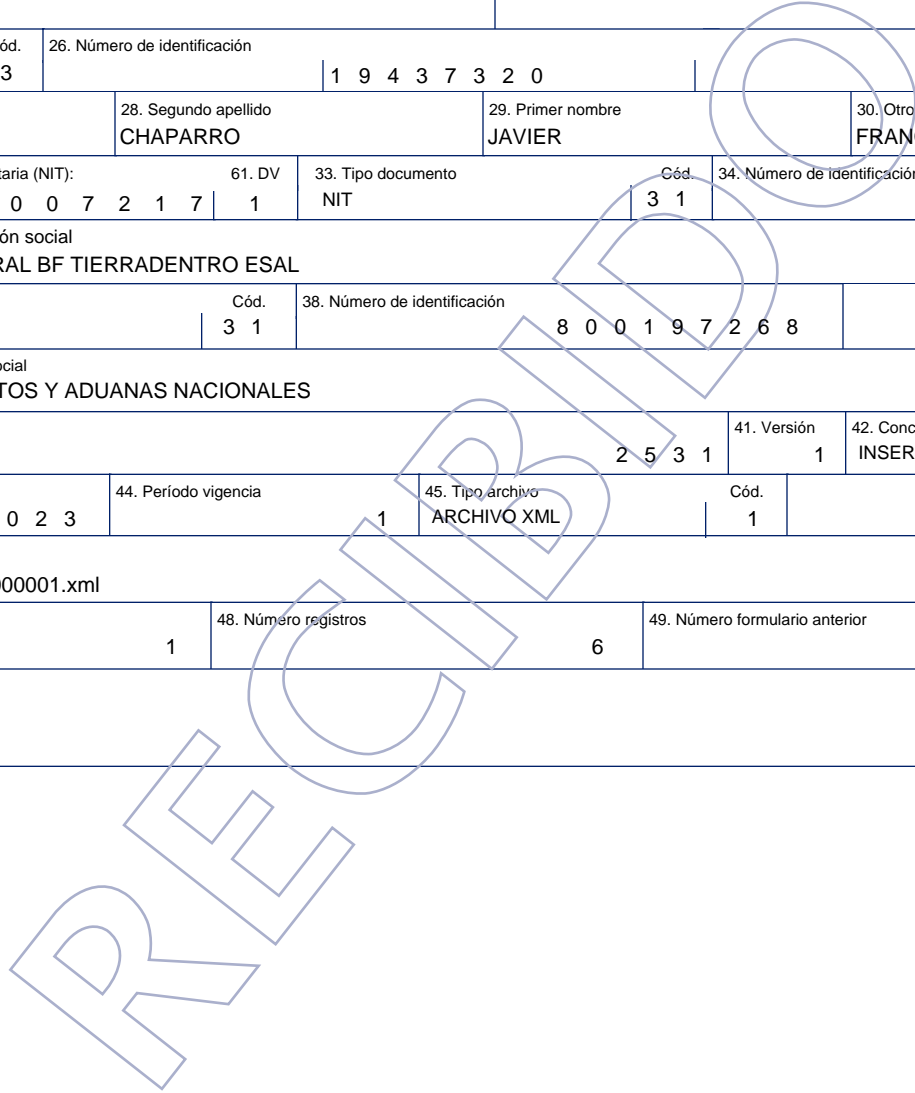 ód. 26. Número de identificación
3 1 9 4 3 7 3 2 0
28. Segundo apellido 29. Primer nombre 30. Otro
CHAPARRO JAVIER FRAN
taria (NIT): 61. DV 33. Tipo documento Cód. 34. Número de identificación
0 0 7 2 1 7 1 NIT 3 1
ón social
RAL BF TIERRADENTRO ESAL
Cód. 38. Número de identificación
3 1 8 0 0 1 9 7 2 6 8
ocial
TOS Y ADUANAS NACIONALES
41. Versión 42. Conc
2 5 3 1 1 INSER
44. Período vigencia 45. Tipo archivo Cód.
0 2 3 1 ARCHIVO XML 1
000001.xml
48. Número registros 49. Número formulario anterior
1 6
RECIBIDO